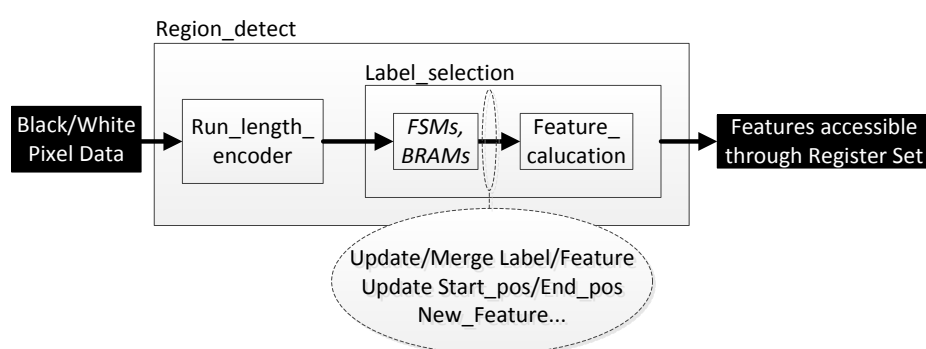 Region_detect
Label_selection
Black/White
Pixel Data
Run_length_
encoder
FSMs,
BRAMs
Feature_
calucation
Features accessible
through Register Set
Update/Merge Label/Feature
Update Start_pos/End_pos
New_Feature...